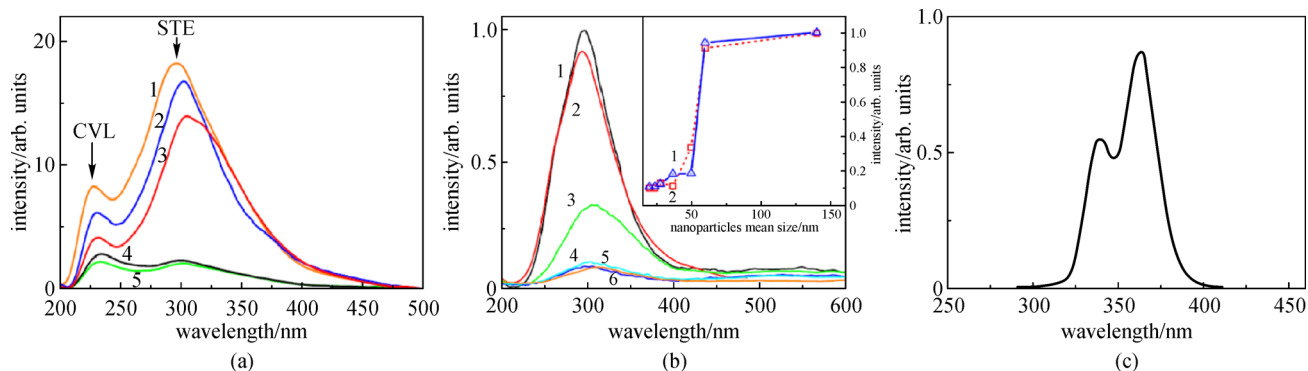 STE
CVL
1
2
3
4
5
20
10
0
200 250 300 350 400 450 500
intensity/arb. units
wavelength/nm
(a)
1.0
0.5
0
1
2
3
4
5
6
200 300 400 500 600
intensity/arb. units
wavelength/nm
1
2
50 100 150
nanoparticles mean size/nm
1.0
0.8
0.6
0.4
0.2
0
intensity/arb. units
(b)
1.0
0.5
0
250 300 350 400 450
intensity/arb. units
wavelength/nm
(c)